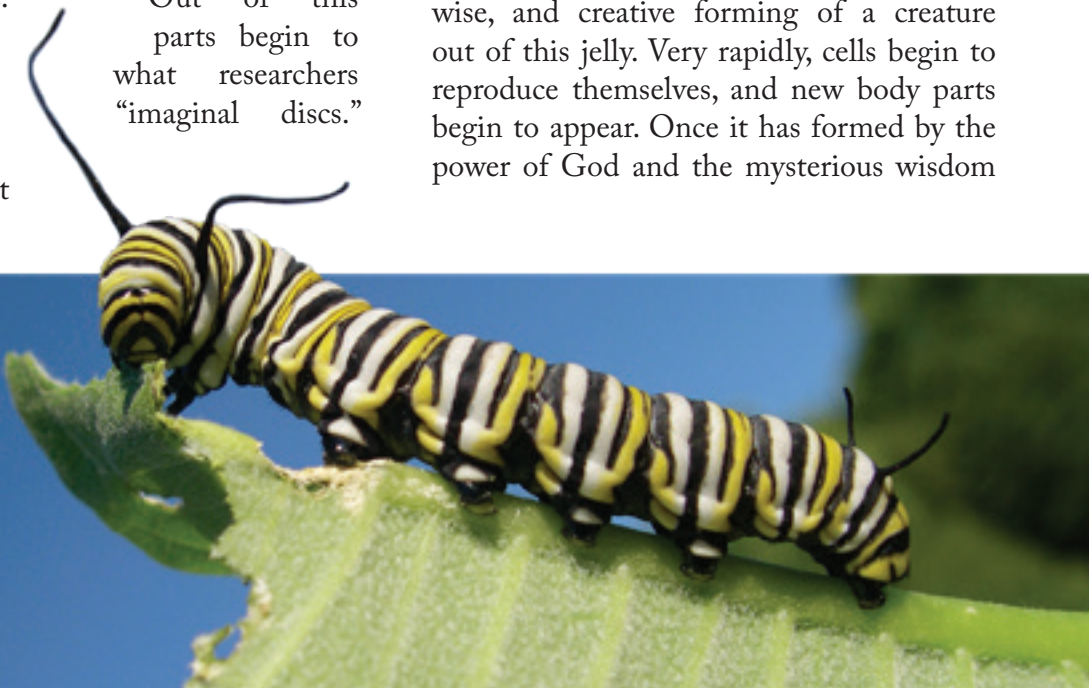 Out of this
parts begin to
what researchers
“imaginal discs.”
t
wise, and creative forming of a creature
out of this jelly. Very rapidly, cells begin to
reproduce themselves, and new body parts
begin to appear. Once it has formed by the
power of God and the mysterious wisdom